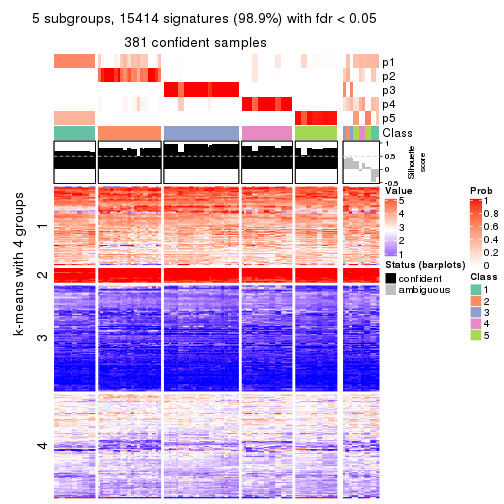 5 subgroups, 15414 signatures (98.9%) with fdr < 0.05
381 confident samples
p1
p2
p3
p4
p5
Class
1
0.5
0
-0.5
Silhouette
score
k-means with 4 groups
1
2
3
4
Value
5
4
3
2
1
Status (barplots)
confident
ambiguous
Prob
1
0.8
0.6
0.4
0.2
0
Class
1
2
3
4
5